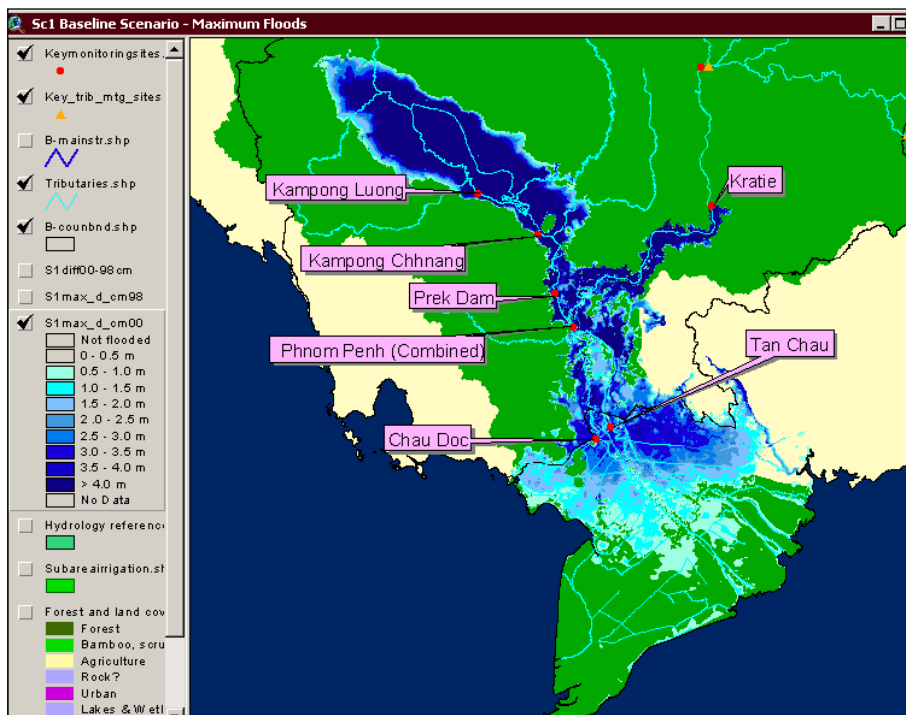 Sc1 Baseline Scenario - Maximum Floods
Keymonitoringsites.
Key_trib_mtg_sites
B-mainstr.shp
Tributaries.shp
B-counbnd.shp
S1diff00-98cm
S1max_d_cm98
S1max_d_cm00
Not flooded
0 - 0.5 m
0.5 - 1.0 m
1.0 - 1.5 m
1.5 - 2.0 m
2.0 - 2.5 m
2.5 - 3.0 m
3.0 - 3.5 m
3.5 - 4.0 m
> 4.0 m
No Data
Hydrology reference
Subareairrigation.sh
Forest and land cov
Forest
Bamboo, scru
Agriculture
Rock?
Urban
Lakes & Wetl
Kampong Luong
Kratie
Kampong Chhnang
Prek Dam
Phnom Penh (Combined)
Tan Chau
Chau Doc